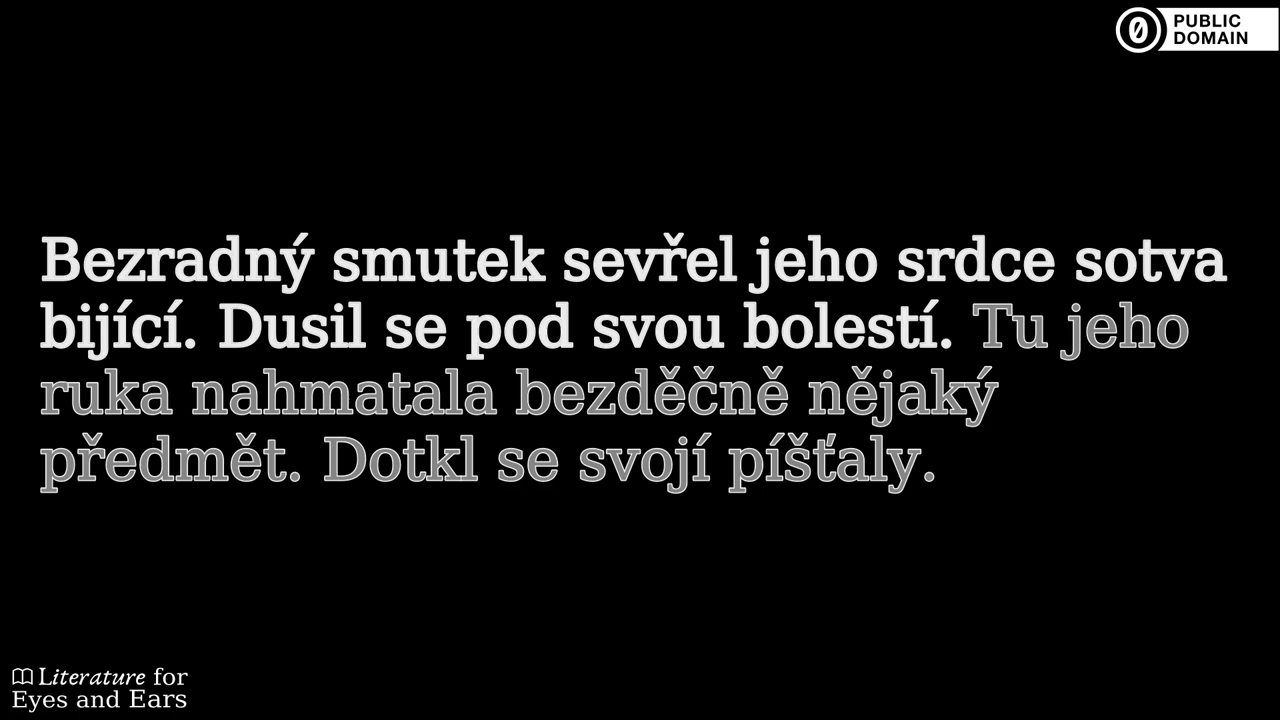 PUBLIC
DOMAIN
Bezradný smutek sevřel jeho srdce sotva
bijící. Dusil se pod svou bolestí. Tu jeho
ruka nahmatala bezděčně nějaký
předmět. Dotkl se svojí píšťaly.
Literature for
Eyes and Ears